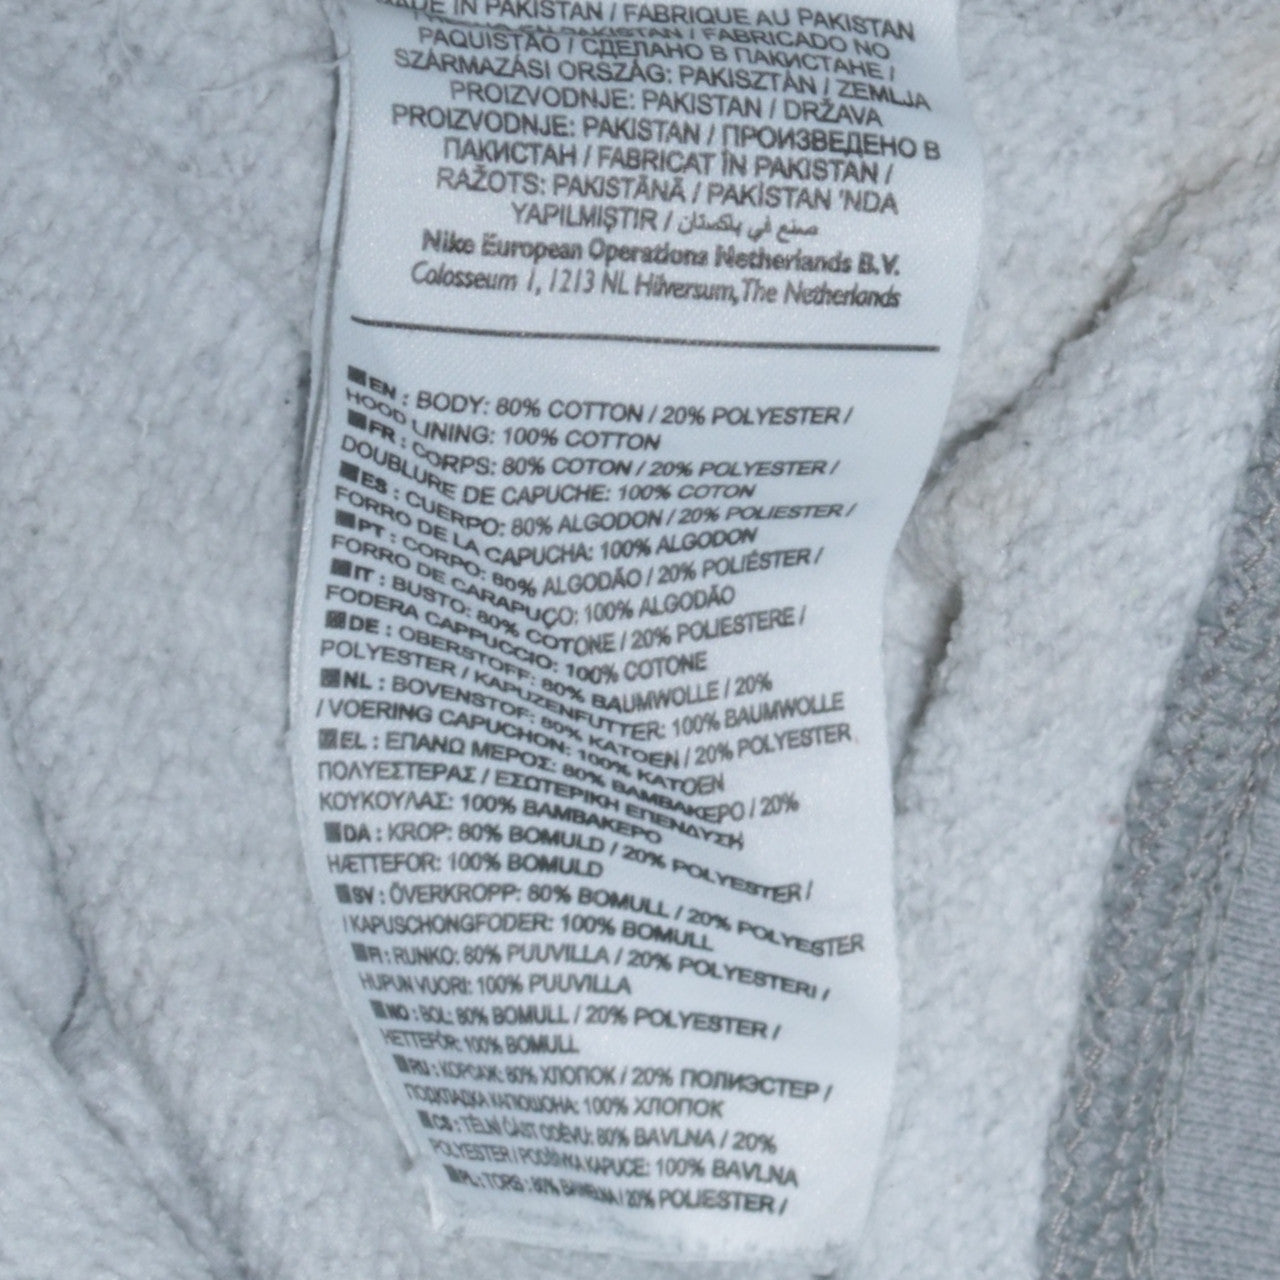 MADE IN PAKISTAN / FABRIQUE AU PAKISTAN
EN PAKISTAN / FABRICADO NO
PAQUISTÃO / СДЕЛАНО В ПАКИСТАНЕ /
SZÁRMAZÁSI ORSZÁG: PAKISZTÁN / ZEMLJA
PROIZVODNJE: PAKISTAN / DRŽAVA
PROIZVODNJE: PAKISTAN / ПРОИЗВЕДЕНО В
ПАКИСТАН / FABRICAT ÎN PAKISTAN /
RAŽOTS: PAKISTĀNĀ / PAKİSTAN 'NDA
YAPILMIŞTIR / صنع في باكستان
Nike European Operations Netherlands B.V.
Colosseum 1, 1213 NL Hilversum, The Netherlands
EN : BODY: 80% COTTON / 20% POLYESTER /
HOOD LINING: 100% COTTON
FR : CORPS: 80% COTON / 20% POLYESTER /
DOUBLURE DE CAPUCHE: 100% COTON
ES : CUERPO: 80% ALGODON / 20% POLIESTER /
FORRO DE LA CAPUCHA: 100% ALGODON
PT : CORPO: 80% ALGODÃO / 20% POLIÉSTER /
FORRO DE CARAPUÇO: 100% ALGODÃO
IT : BUSTO: 80% COTONE / 20% POLIESTERE /
FODERA CAPPUCCIO: 100% COTONE
DE : OBERSTOFF: 80% BAUMWOLLE / 20%
POLYESTER / KAPUZENFUTTER: 100% BAUMWOLLE
NL : BOVENSTOF: 80% KATOEN / 20% POLYESTER
/ VOERING CAPUCHON: 100% KATOEN
EL : ΕΠΑΝΩ ΜΕΡΟΣ: 80% ΒΑΜΒΑΚΕΡΟ / 20%
ΠΟΛΥΕΣΤΕΡΑΣ / ΕΣΩΤΕΡΙΚΗ ΕΠΕΝΔΥΣΗ
ΚΟΥΚΟΥΛΑΣ: 100% ΒΑΜΒΑΚΕΡΟ
DA : KROP: 80% BOMULD / 20% POLYESTER /
HÆTTEFOR: 100% BOMULD
SV : ÖVERKROPP: 80% BOMULL / 20% POLYESTER
/ KAPUSCHONGFODER: 100% BOMULL
FI : RUNKO: 80% PUUVILLA / 20% POLYESTERI /
HUPUN VUORI: 100% PUUVILLA
NO : BOL: 80% BOMULL / 20% POLYESTER /
HETTEFÔR: 100% BOMULL
RU : КОРСАЖ: 80% ХЛОПОК / 20% ПОЛИЭСТЕР /
ПОДКЛАДКА КАПЮШОНА: 100% ХЛОПОК
CS : TĚLNÍ ČÁST ODĚVU: 80% BAVLNA / 20%
POLYESTER / PODŠÍVKA KAPUCE: 100% BAVLNA
PL : TORS : 80% BAWEŁNA / 20% POLIESTER /